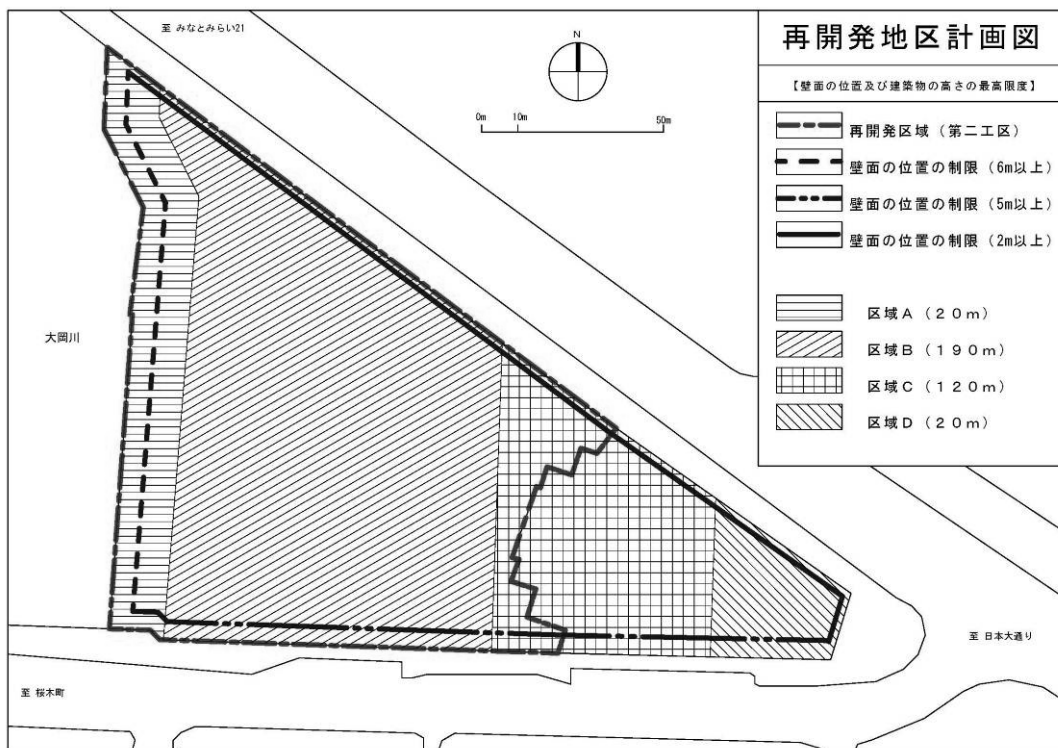 至 みなとみらい21
N
0m 10m 50m
大岡川
至 桜木町
至 日本大通り
再開発地区計画図
【壁面の位置及び建築物の高さの最高限度】
再開発区域（第二工区）
壁面の位置の制限（6m以上）
壁面の位置の制限（5m以上）
壁面の位置の制限（2m以上）
区域A（20m）
区域B（190m）
区域C（120m）
区域D（20m）